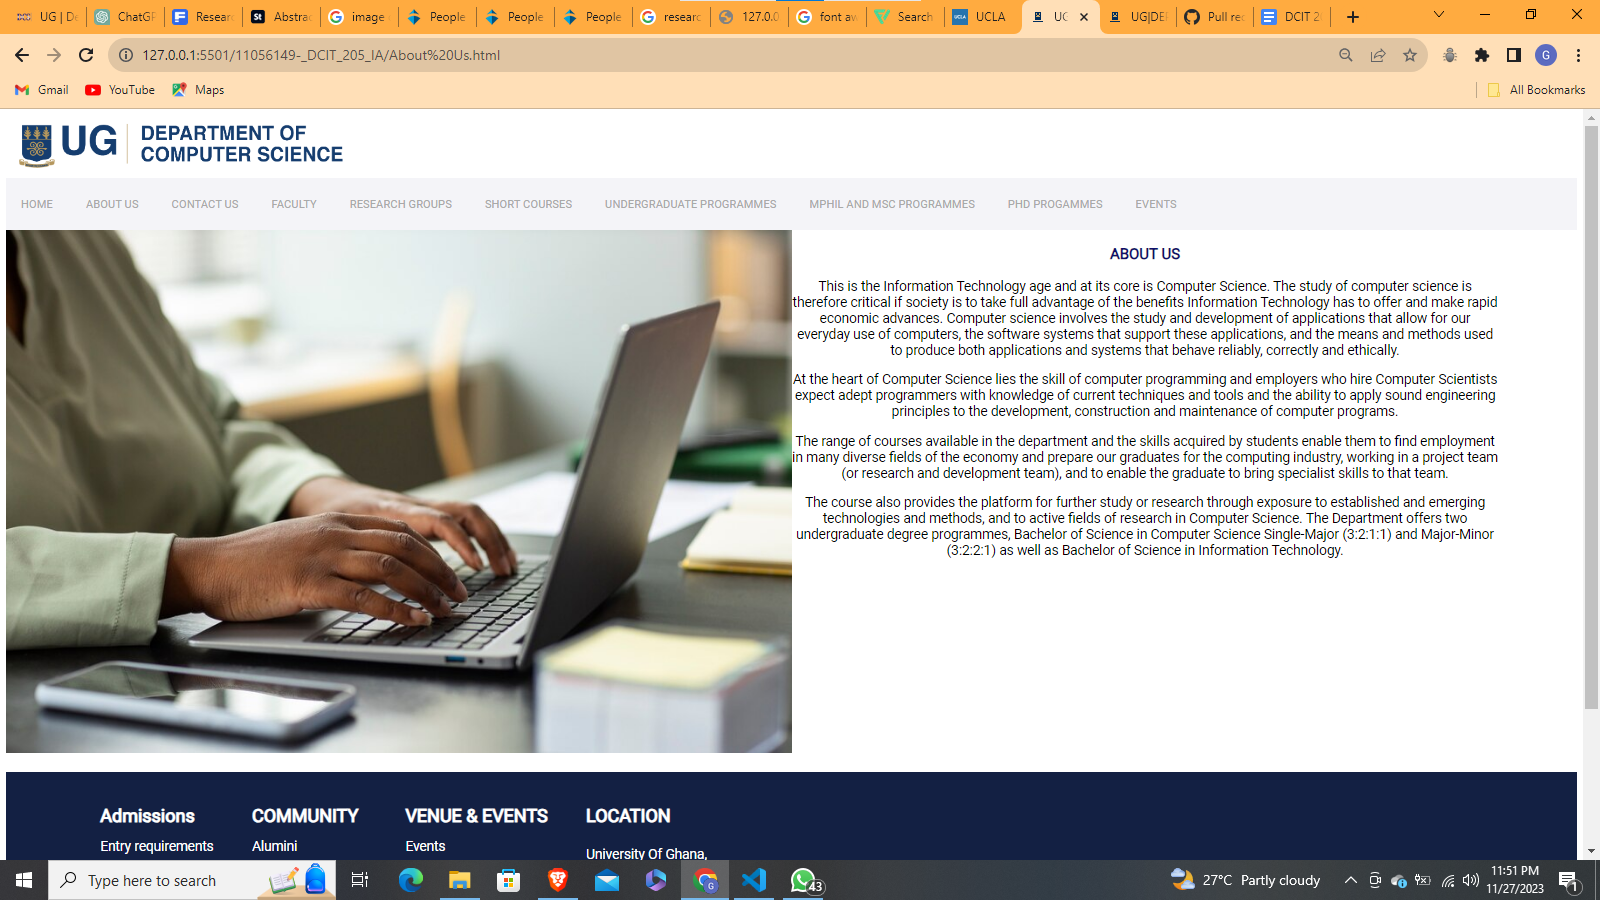 UG | De
ChatGP
Researc
Abstrac
image
People
People
People
researc
127.0.0
font aw
Search
UCLA
UG
UG|DEP
Pull rec
DCIT 20
127.0.0.1:5501/11056149-_DCIT_205_IA/About%20Us.html
G
Gmail
YouTube
Maps
All Bookmarks
UG
DEPARTMENT OF
COMPUTER SCIENCE
HOME ABOUT US CONTACT US FACULTY RESEARCH GROUPS SHORT COURSES UNDERGRADUATE PROGRAMMES MPHIL AND MSC PROGRAMMES PHD PROGAMMES EVENTS
ABOUT US
This is the Information Technology age and at its core is Computer Science. The study of computer science is
therefore critical if society is to take full advantage of the benefits Information Technology has to offer and make rapid
economic advances. Computer science involves the study and development of applications that allow for our
everyday use of computers, the software systems that support these applications, and the means and methods used
to produce both applications and systems that behave reliably, correctly and ethically.
At the heart of Computer Science lies the skill of computer programming and employers who hire Computer Scientists
expect adept programmers with knowledge of current techniques and tools and the ability to apply sound engineering
principles to the development, construction and maintenance of computer programs.
The range of courses available in the department and the skills acquired by students enable them to find employment
in many diverse fields of the economy and prepare our graduates for the computing industry, working in a project team
(or research and development team), and to enable the graduate to bring specialist skills to that team.
The course also provides the platform for further study or research through exposure to established and emerging
technologies and methods, and to active fields of research in Computer Science. The Department offers two
undergraduate degree programmes, Bachelor of Science in Computer Science Single-Major (3:2:1:1) and Major-Minor
(3:2:2:1) as well as Bachelor of Science in Information Technology.
Admissions COMMUNITY VENUE & EVENTS LOCATION
Entry requirements Alumini Events
University Of Ghana,
Type here to search
43
27°C Partly cloudy
11:51 PM
11/27/2023
1